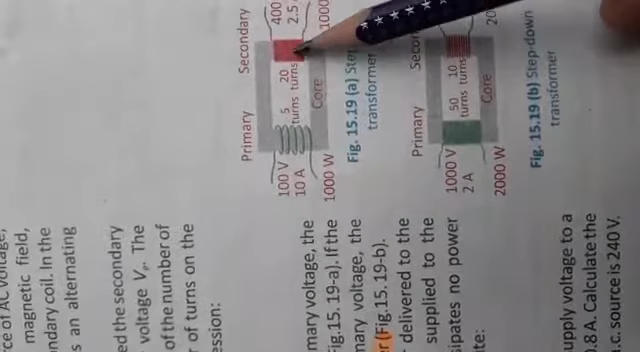 rce of AC voltage,
magnetic field,
ndary coil. In the
s an alternating
ed the secondary
voltage Vp. The
of the number of
r of turns on the
ession:
mary voltage, the
Fig.15. 19-a). If the
mary voltage, the
r (Fig.15. 19-b).
delivered to the
supplied to the
sipates no power
ite:
upply voltage to a
.8 A. Calculate the
.c. source is 240 V.
Primary
Secondary
100 V
10 A
5
turns
20
turns
400
2.5
Core
1000 W
1000
Fig. 15.19 (a) Step
transformer
Primary
Secon
1000 V
2 A
50
turns
10
turns
20
Core
2000 W
Fig. 15.19 (b) Step-down
transformer